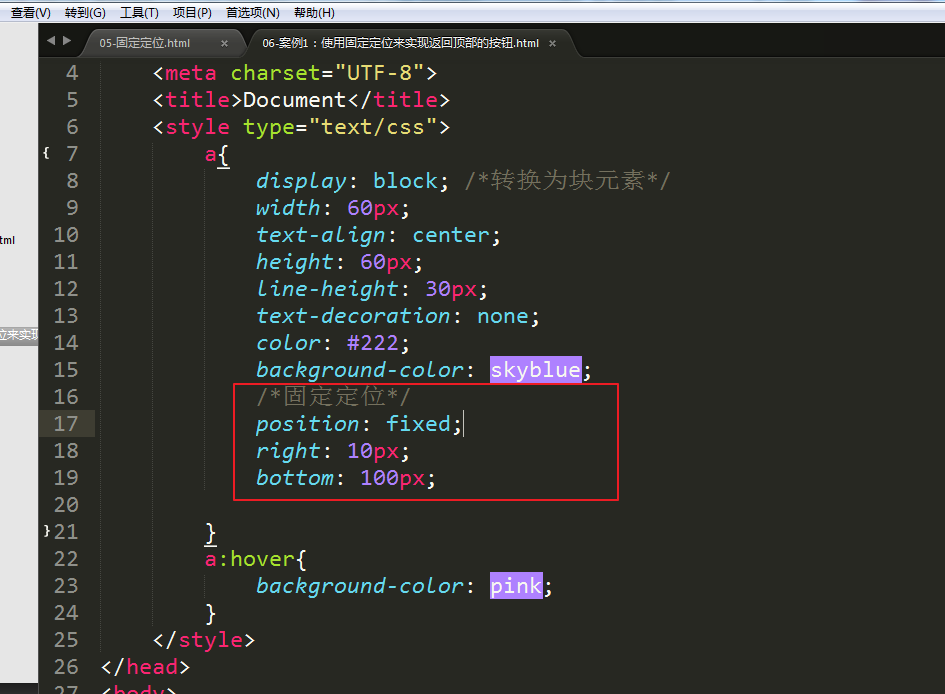 查看(V) 转到(G) 工具(T) 项目(P) 首选项(N) 帮助(H)
05-固定定位.html × 06-案例1：使用固定定位来实现返回顶部的按钮.html ×
4 <meta charset="UTF-8">
5 <title>Document</title>
6 <style type="text/css">
{ 7 a{
8 display: block; /*转换为块元素*/
9 width: 60px;
tml
10 text-align: center;
11 height: 60px;
12 line-height: 30px;
13 text-decoration: none;
位来实现
14 color: #222;
15 background-color: skyblue;
16 /*固定定位*/
17 position: fixed;
18 right: 10px;
19 bottom: 100px;
20
}21 }
22 a:hover{
23 background-color: pink;
24 }
25 </style>
26 </head>
27 <body>